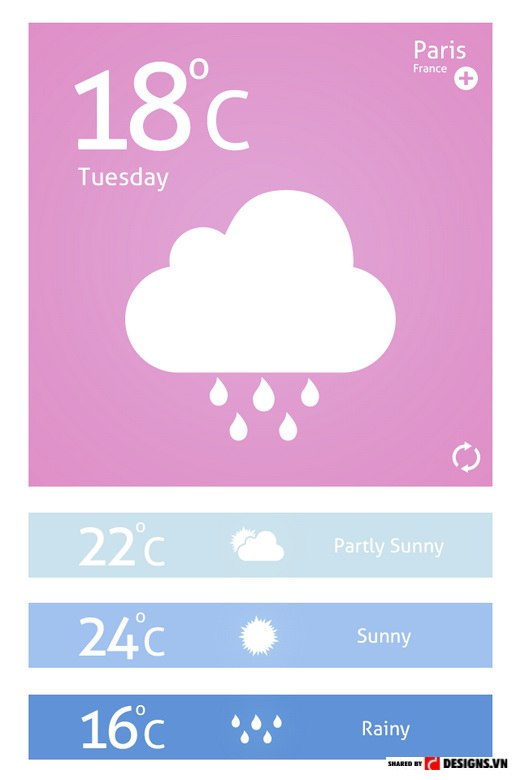 Paris
France
18°C
Tuesday
22°C Partly Sunny
24°C Sunny
16°C Rainy
SHARED BY DESIGNS.VN